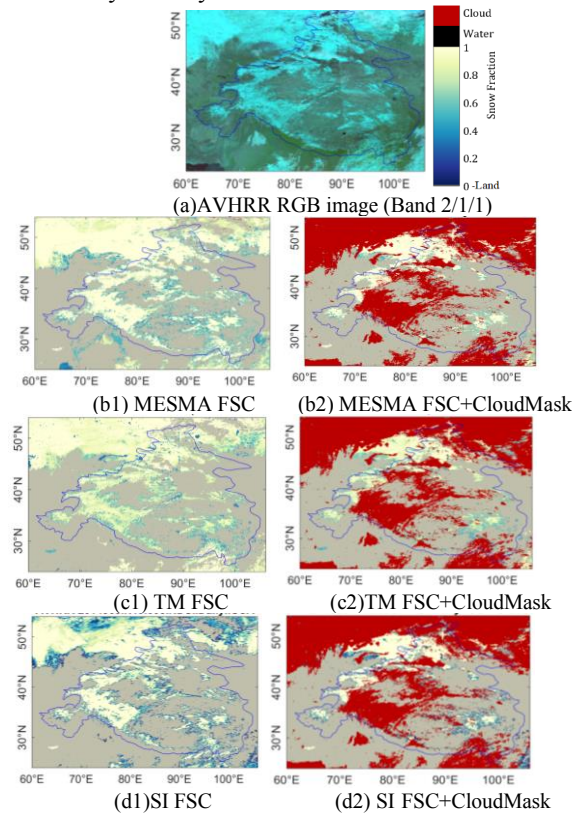 Cloud
Water
1
0.8
0.6
0.4
0.2
0 -Land
Snow Fraction
50°N
40°N
30°N
60°E 70°E 80°E 90°E 100°E
(a)AVHRR RGB image (Band 2/1/1)
50°N
40°N
30°N
60°E 70°E 80°E 90°E 100°E
(b1) MESMA FSC
50°N
40°N
30°N
60°E 70°E 80°E 90°E 100°E
(b2) MESMA FSC+CloudMask
50°N
40°N
30°N
60°E 70°E 80°E 90°E 100°E
(c1) TM FSC
50°N
40°N
30°N
60°E 70°E 80°E 90°E 100°E
(c2)TM FSC+CloudMask
50°N
40°N
30°N
60°E 70°E 80°E 90°E 100°E
(d1)SI FSC
50°N
40°N
30°N
60°E 70°E 80°E 90°E 100°E
(d2) SI FSC+CloudMask